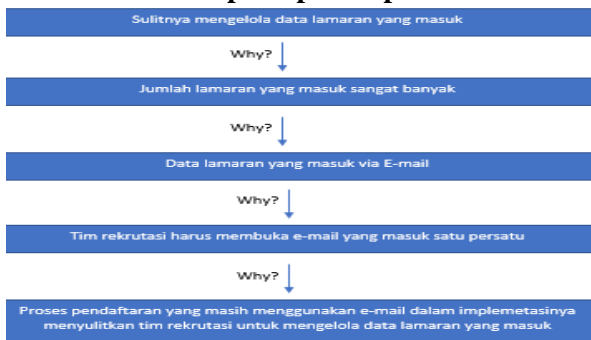 Sulitnya mengelola data lamaran yang masuk
Why?
Jumlah lamaran yang masuk sangat banyak
Why?
Data lamaran yang masuk via E-mail
Why?
Tim rekrutasi harus membuka e-mail yang masuk satu persatu
Why?
Proses pendaftaran yang masih menggunakan e-mail dalam implemetasinya
menyulitkan tim rekrutasi untuk mengelola data lamaran yang masuk